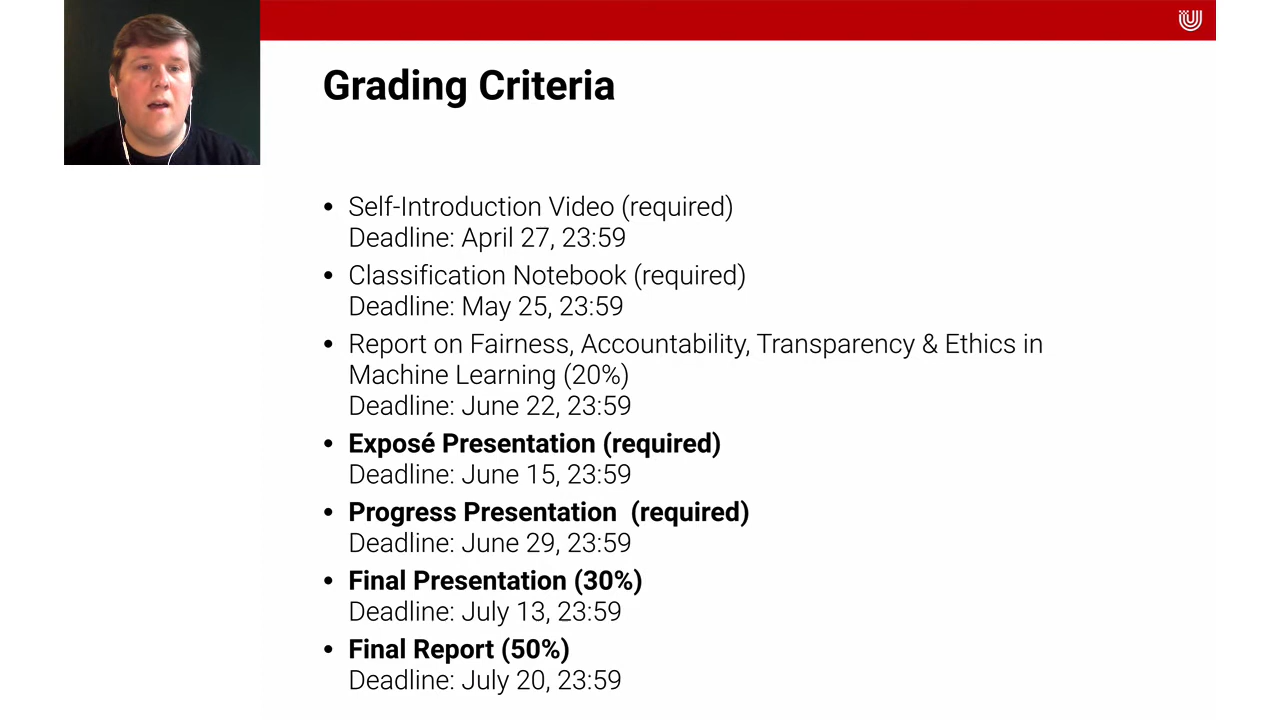 Grading Criteria
• Self-Introduction Video (required)
Deadline: April 27, 23:59
• Classification Notebook (required)
Deadline: May 25, 23:59
• Report on Fairness, Accountability, Transparency & Ethics in
Machine Learning (20%)
Deadline: June 22, 23:59
• Exposé Presentation (required)
Deadline: June 15, 23:59
• Progress Presentation (required)
Deadline: June 29, 23:59
• Final Presentation (30%)
Deadline: July 13, 23:59
• Final Report (50%)
Deadline: July 20, 23:59